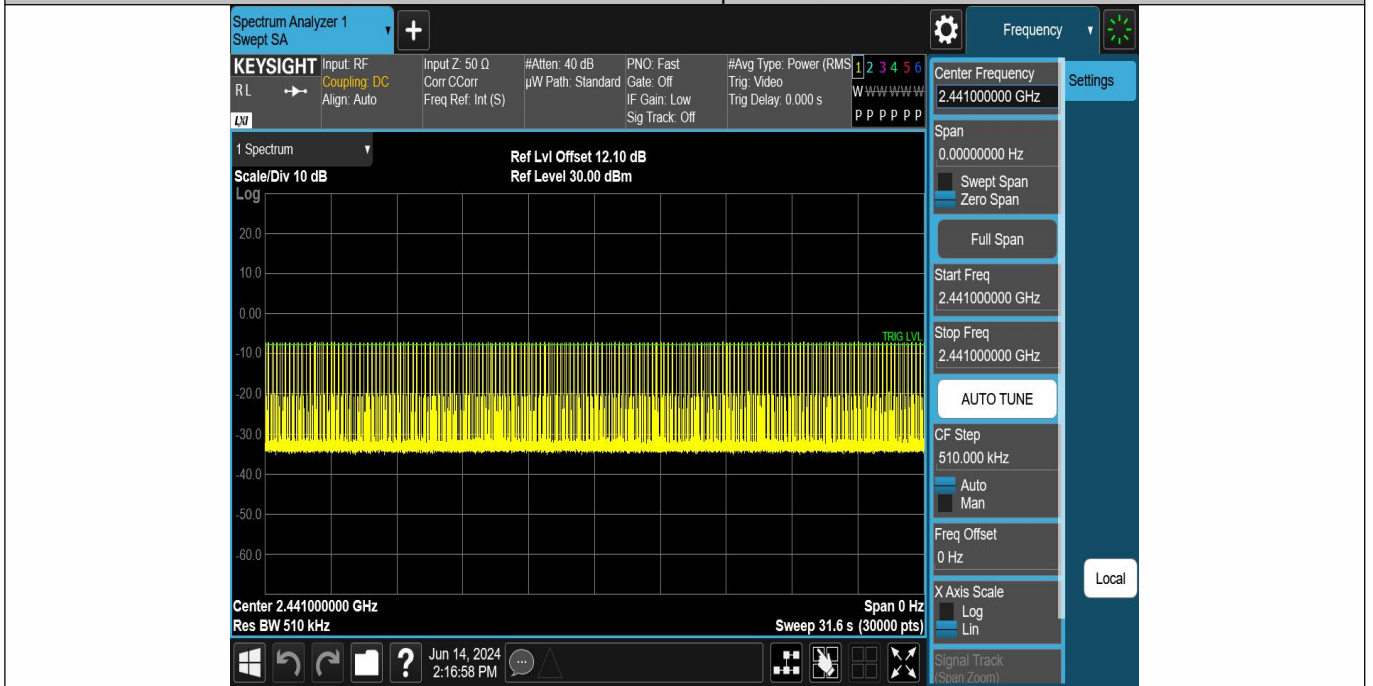 Spectrum Analyzer 1
Swept SA
+
Frequency
KEYSIGHT
RL
LXI
Input: RF
Coupling: DC
Align: Auto
Input Z: 50 Ω
Corr CCorr
Freq Ref: Int (S)
#Atten: 40 dB
µW Path: Standard
PNO: Fast
Gate: Off
IF Gain: Low
Sig Track: Off
#Avg Type: Power (RMS
Trig: Video
Trig Delay: 0.000 s
1 2 3 4 5 6
W W W W W W
P P P P P P
1 Spectrum
Scale/Div 10 dB
Ref Lvl Offset 12.10 dB
Ref Level 30.00 dBm
Log
20.0
10.0
0.00
-10.0
-20.0
-30.0
-40.0
-50.0
-60.0
TRIG LVL
Center 2.441000000 GHz
Res BW 510 kHz
Span 0 Hz
Sweep 31.6 s (30000 pts)
Center Frequency
2.441000000 GHz
Settings
Span
0.00000000 Hz
Swept Span
Zero Span
Full Span
Start Freq
2.441000000 GHz
Stop Freq
2.441000000 GHz
AUTO TUNE
CF Step
510.000 kHz
Auto
Man
Freq Offset
0 Hz
X Axis Scale
Log
Lin
Signal Track
(Span Zoom)
Local
?
Jun 14, 2024
2:16:58 PM